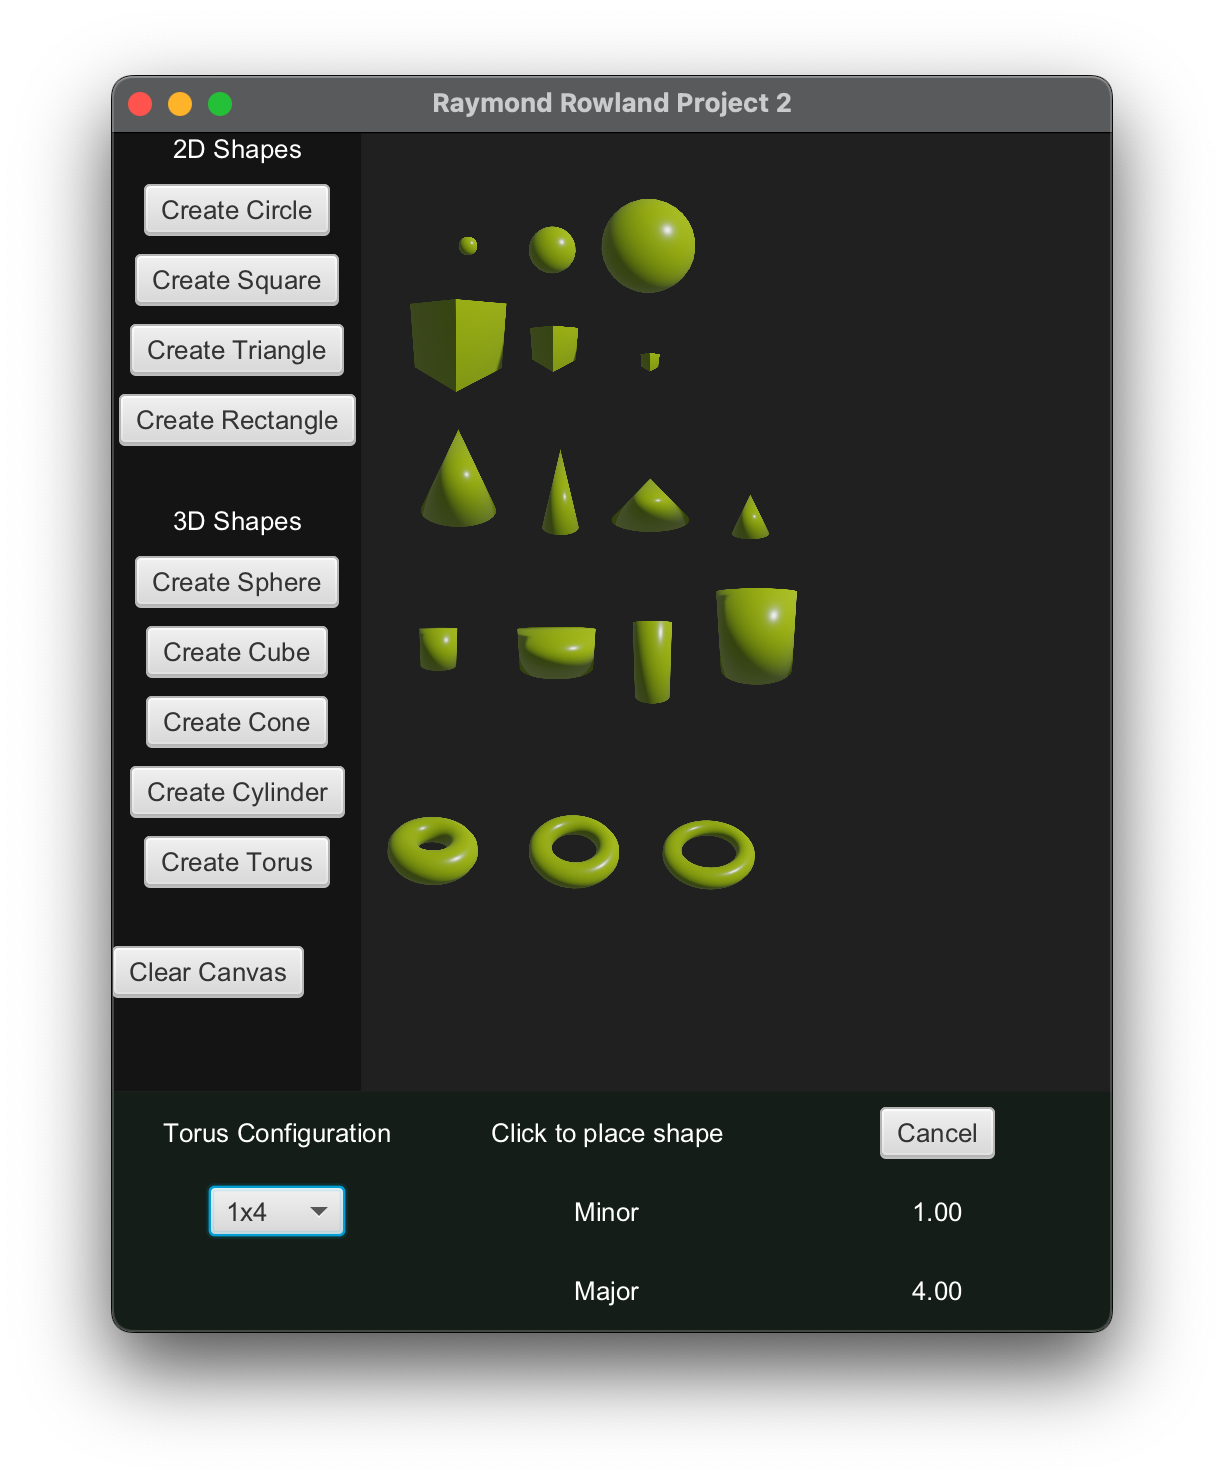 Raymond Rowland Project 2
2D Shapes
Create Circle
Create Square
Create Triangle
Create Rectangle
3D Shapes
Create Sphere
Create Cube
Create Cone
Create Cylinder
Create Torus
Clear Canvas
Torus Configuration
Click to place shape
Cancel
1x4
Minor
1.00
Major
4.00